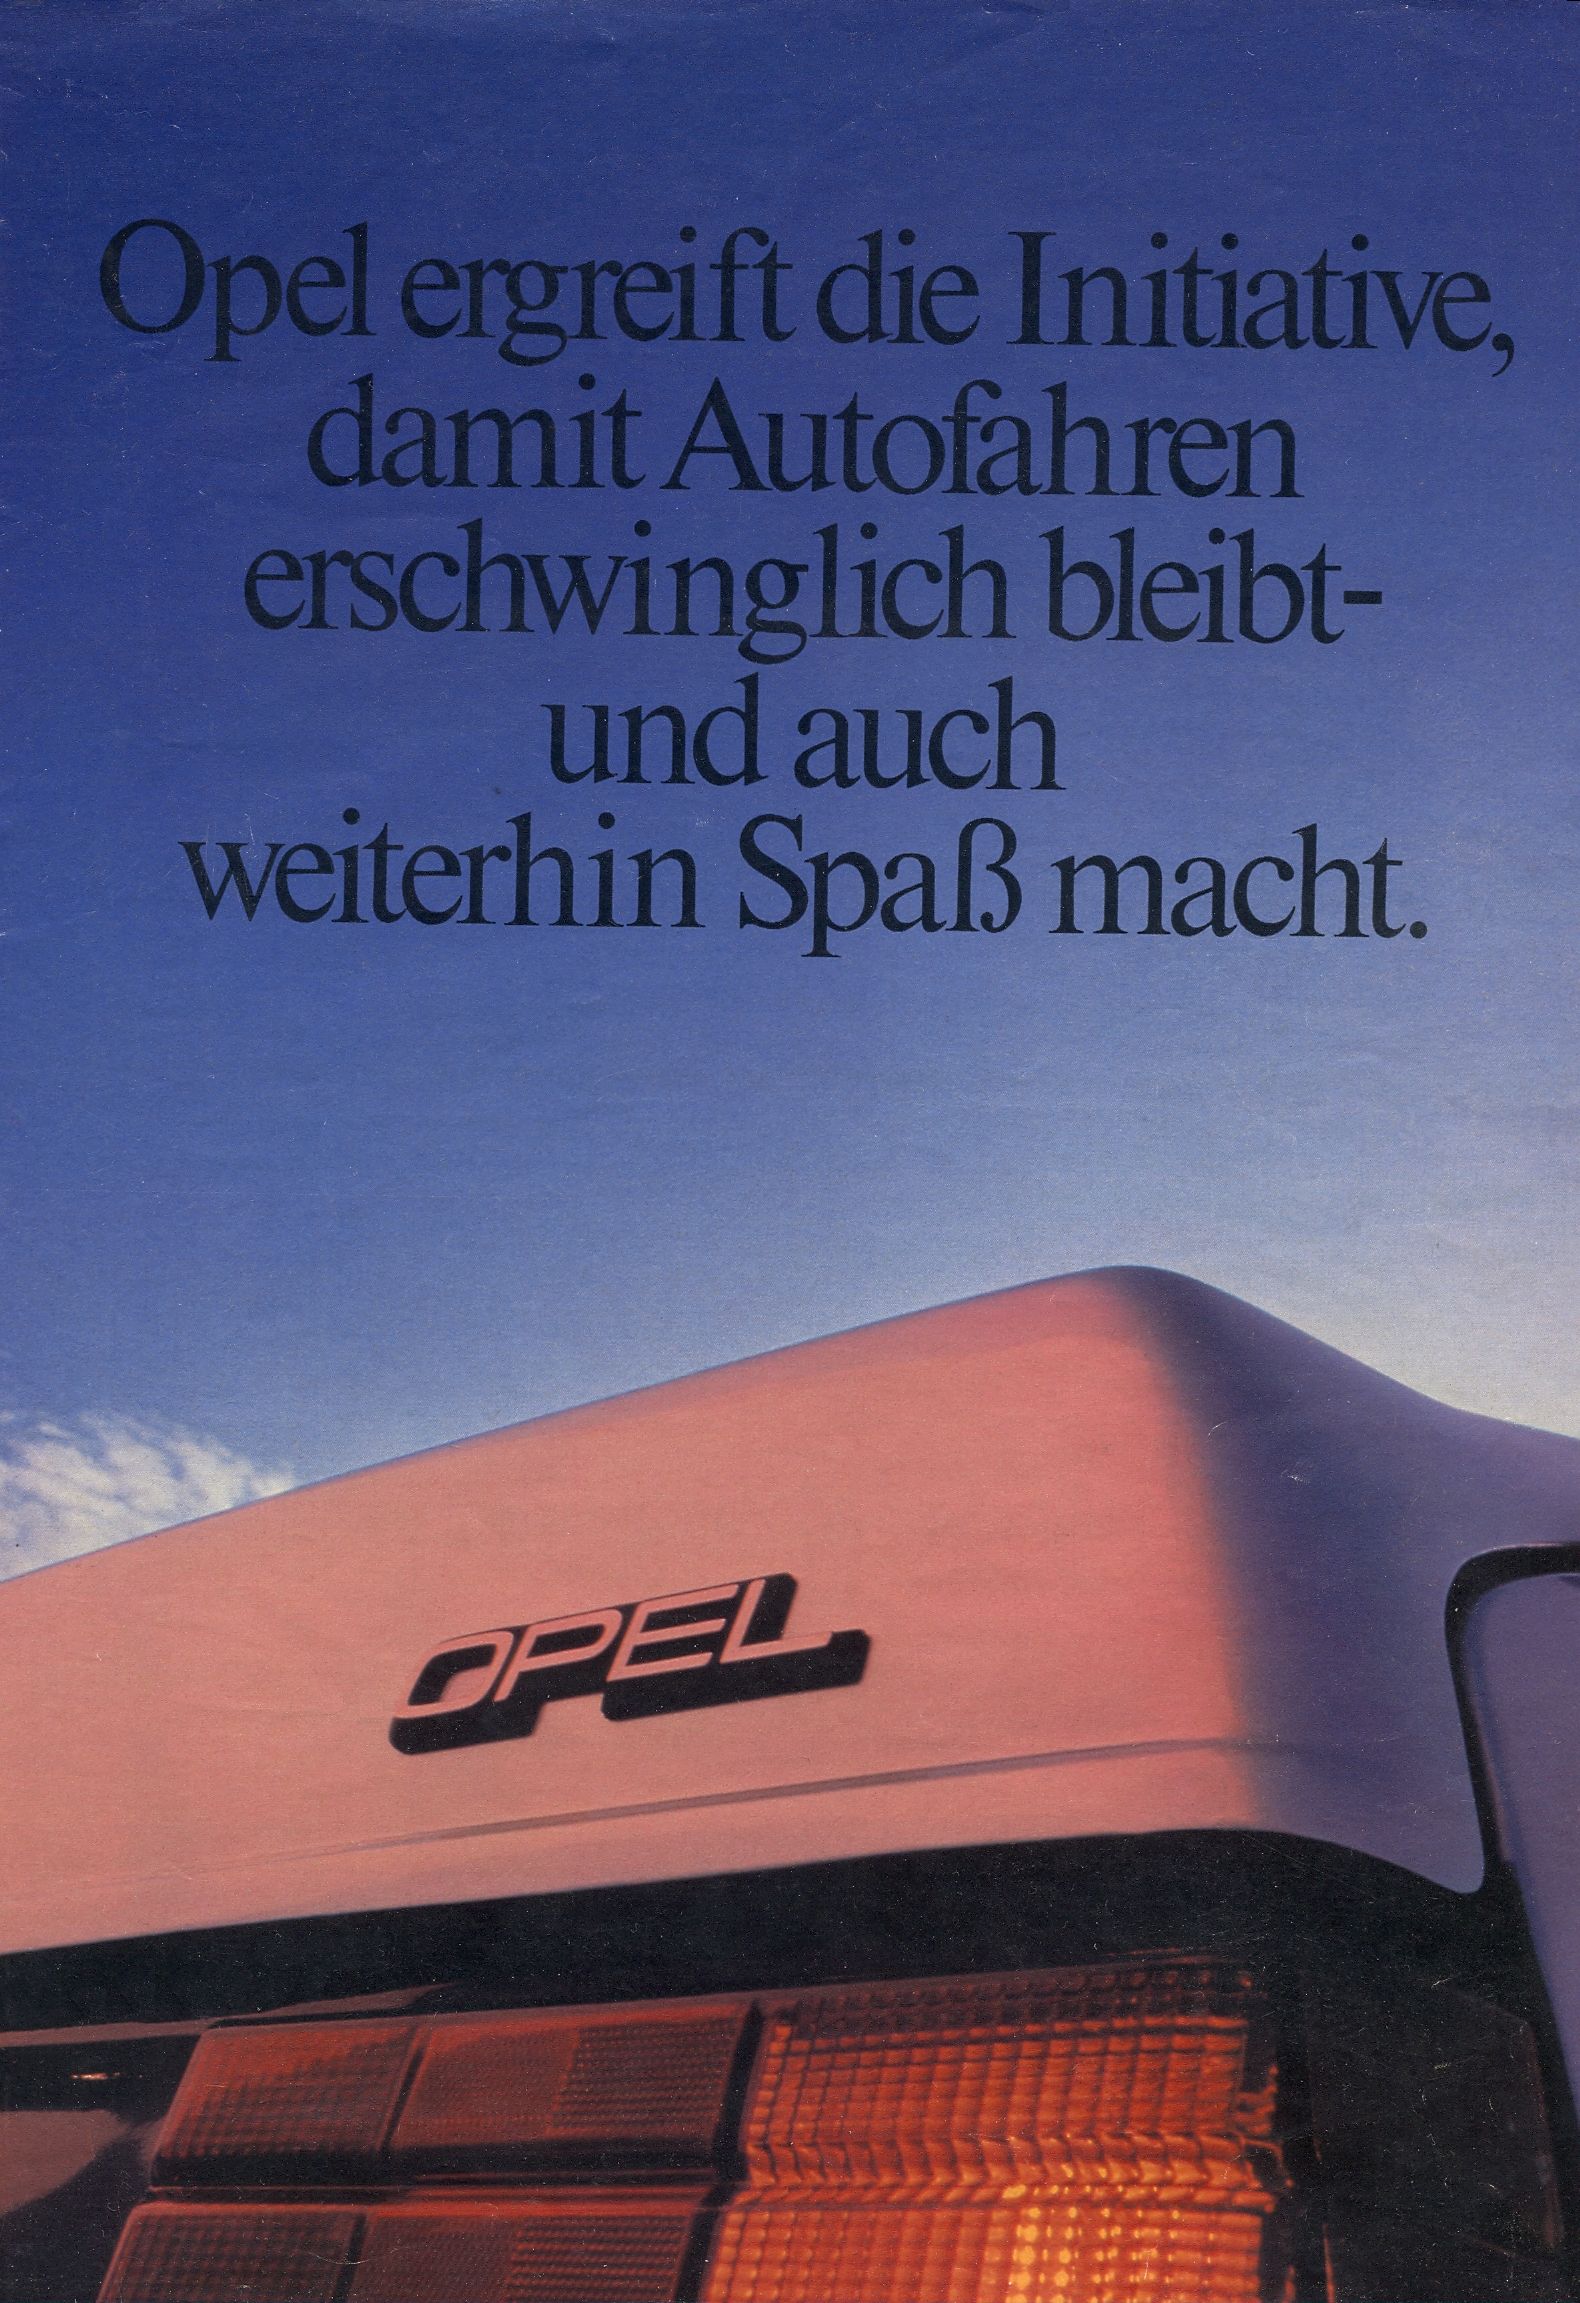 Opel ergreift die Initiative,
damit Autofahren
erschwinglich bleibt-
und auch
weiterhin Spaß macht.
OPEL